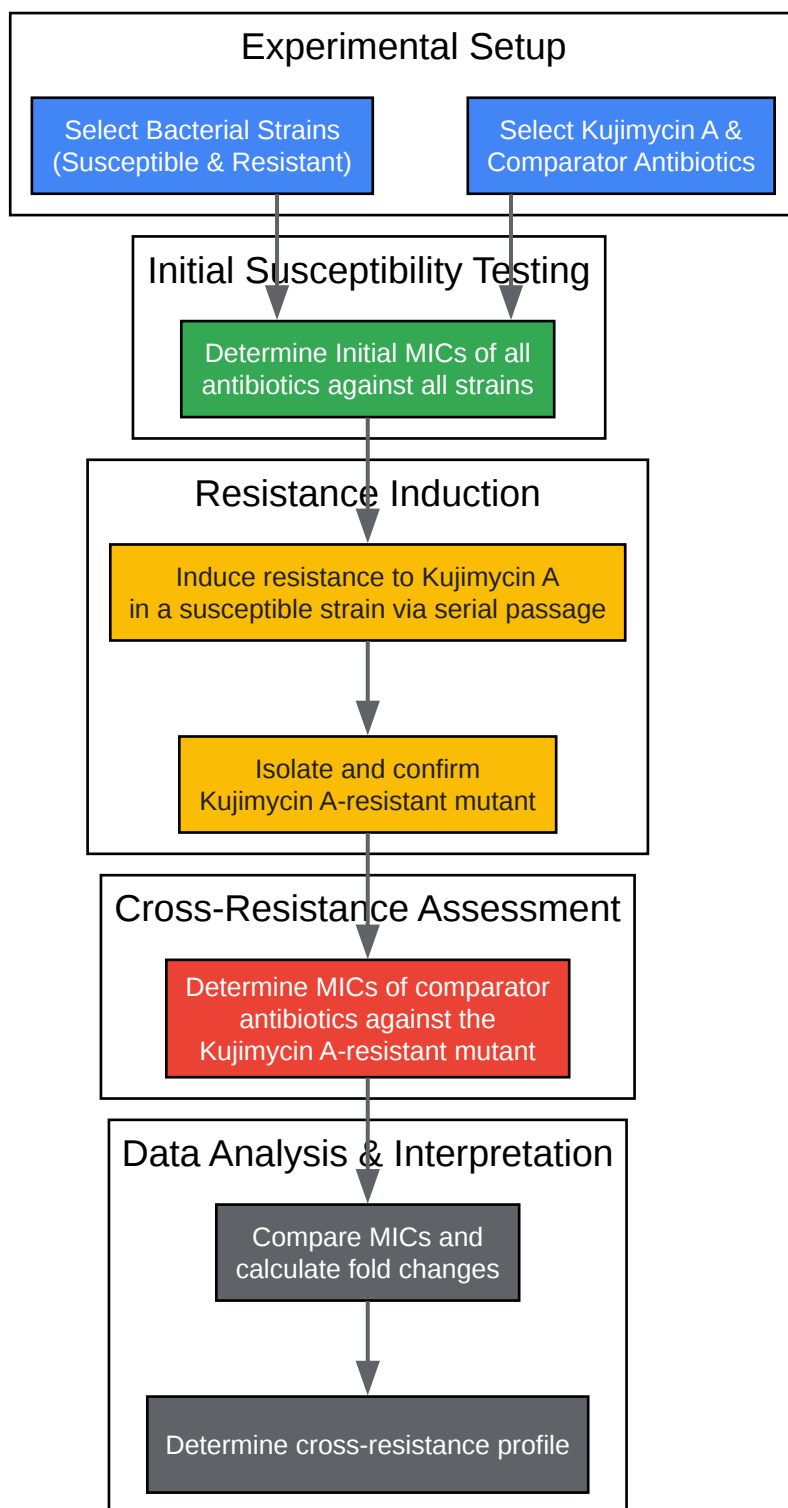 Experimental Setup
Select Bacterial Strains
(Susceptible & Resistant)
Select Kujimycin A &
Comparator Antibiotics
Initial Susceptibility Testing
Determine Initial MICs of all
antibiotics against all strains
Resistance Induction
Induce resistance to Kujimycin A
in a susceptible strain via serial passage
Isolate and confirm
Kujimycin A-resistant mutant
Cross-Resistance Assessment
Determine MICs of comparator
antibiotics against the
Kujimycin A-resistant mutant
Data Analysis & Interpretation
Compare MICs and
calculate fold changes
Determine cross-resistance profile